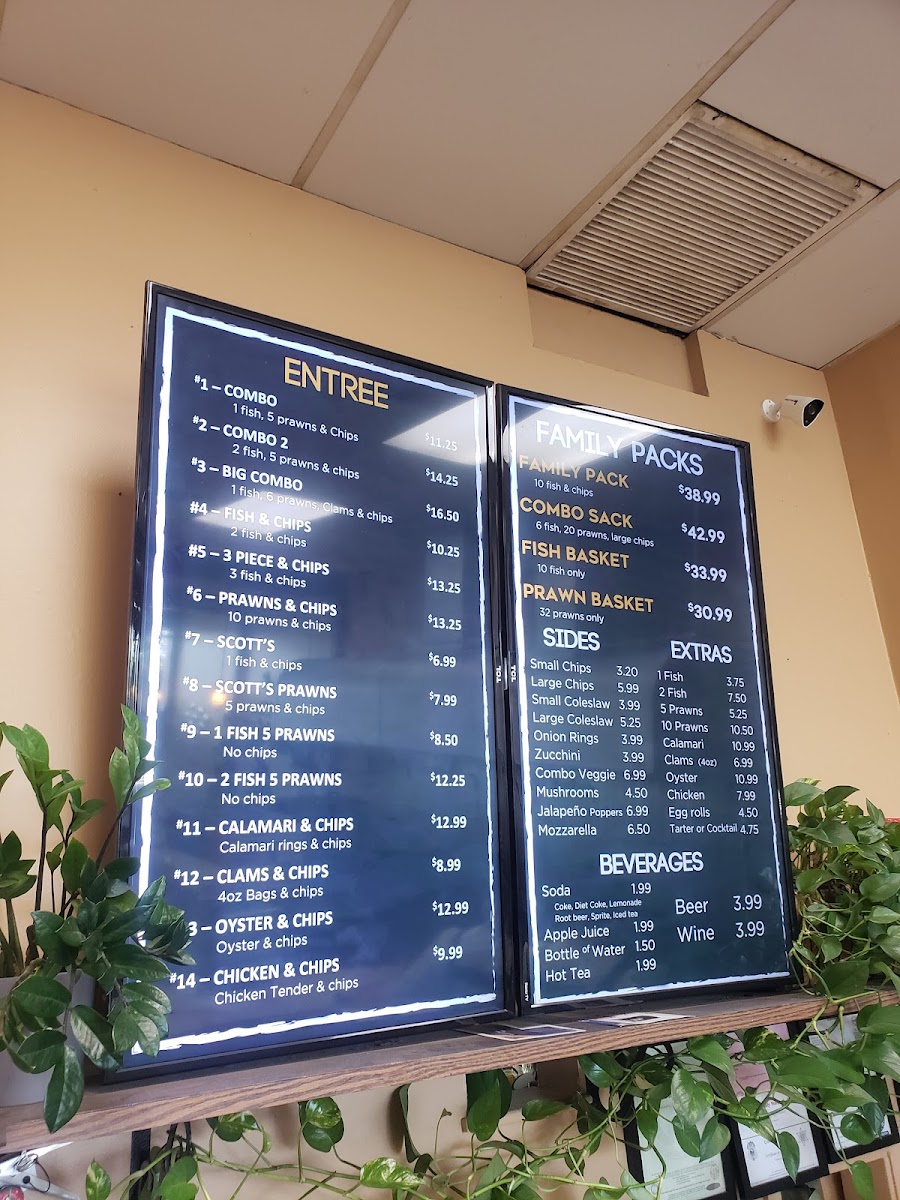 ENTREE
#1 – COMBO
1 fish, 5 prawns & Chips
$11.25
#2 – COMBO 2
2 fish, 5 prawns & chips
$14.25
#3 – BIG COMBO
1 fish, 6 prawns, Clams & chips
$16.50
#4 – FISH & CHIPS
2 fish & chips
$10.25
#5 – 3 PIECE & CHIPS
3 fish & chips
$13.25
#6 – PRAWNS & CHIPS
10 prawns & chips
$13.25
#7 – SCOTT'S
1 fish & chips
$6.99
#8 – SCOTT'S PRAWNS
5 prawns & chips
$7.99
#9 – 1 FISH 5 PRAWNS
No chips
$8.50
#10 – 2 FISH 5 PRAWNS
No chips
$12.25
#11 – CALAMARI & CHIPS
Calamari rings & chips
$12.99
#12 – CLAMS & CHIPS
4oz Bags & chips
$8.99
3 – OYSTER & CHIPS
Oyster & chips
$12.99
#14 – CHICKEN & CHIPS
Chicken Tender & chips
$9.99
TCL
TCL
FAMILY PACKS
FAMILY PACK
10 fish & chips
$38.99
COMBO SACK
6 fish, 20 prawns, large chips
$42.99
FISH BASKET
10 fish only
$33.99
PRAWN BASKET
32 prawns only
$30.99
SIDES
Small Chips 3.20
Large Chips 5.99
Small Coleslaw 3.99
Large Coleslaw 5.25
Onion Rings 3.99
Zucchini 3.99
Combo Veggie 6.99
Mushrooms 4.50
Jalapeño Poppers 6.99
Mozzarella 6.50
EXTRAS
1 Fish 3.75
2 Fish 7.50
5 Prawns 5.25
10 Prawns 10.50
Calamari 10.99
Clams (4oz) 6.99
Oyster 10.99
Chicken 7.99
Egg rolls 4.50
Tarter or Cocktail 4.75
BEVERAGES
Soda 1.99
Coke, Diet Coke, Lemonade
Root beer, Sprite, Iced tea
Apple Juice 1.99
Bottle of Water 1.50
Hot Tea 1.99
Beer 3.99
Wine 3.99